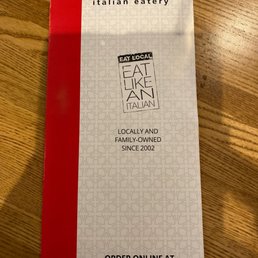 italian eatery
EAT LOCAL
EAT
LIKE
AN
ITALIAN
LOCALLY AND
FAMILY-OWNED
SINCE 2002
ORDER ONLINE AT